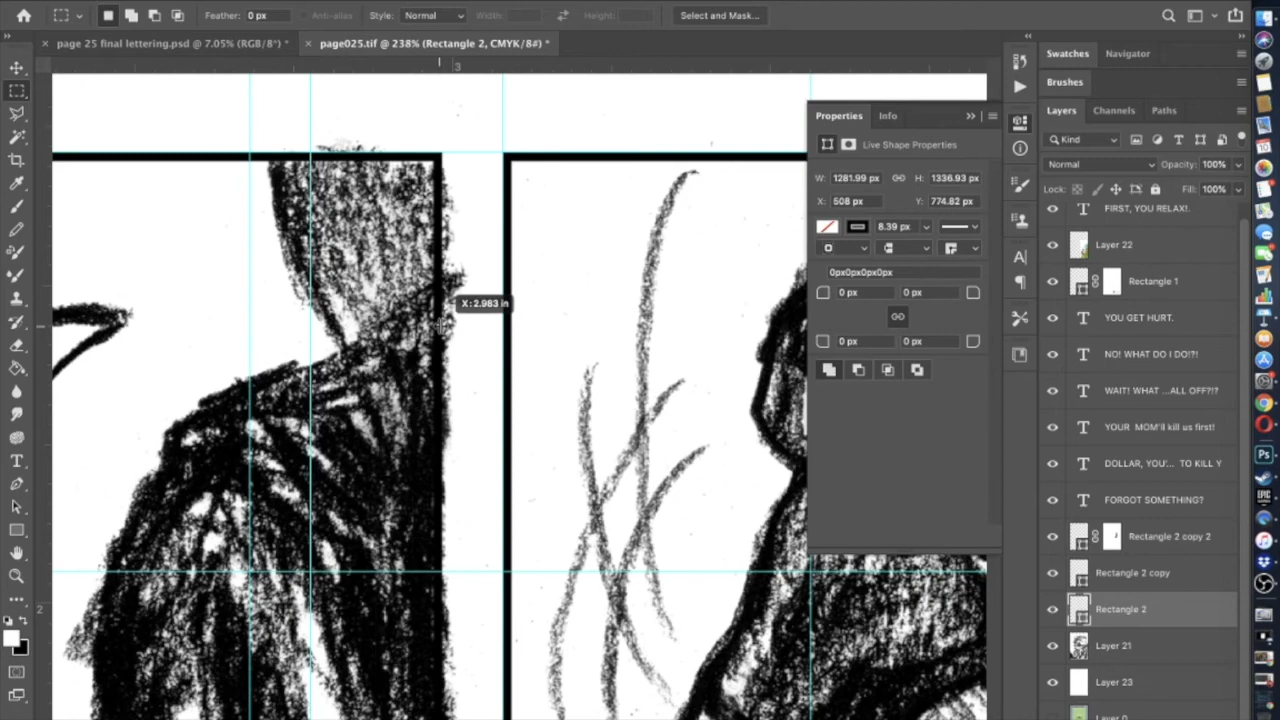 Feather: 0 px Anti-alias Style: Normal Width: Height: Select and Mask...
page 25 final lettering.psd @ 7.05% (RGB/8*) * page025.tif @ 238% (Rectangle 2, CMYK/8#) *
3
2
X: 2.983 in
Properties Info
Live Shape Properties
W: 1281.99 px H: 1336.93 px
X: 508 px Y: 774.82 px
8.39 px
0px0px0px0px
0 px 0 px
0 px 0 px
Swatches Navigator
Brushes
Layers Channels Paths
Kind
Normal Opacity: 100%
Lock: Fill: 100%
FIRST, YOU RELAX!.
Layer 22
Rectangle 1
YOU GET HURT.
NO! WHAT DO I DO!?!
WAIT! WHAT ...ALL OFF?!?
YOUR MOM'll kill us first!
DOLLAR, YOU'... TO KILL Y
FORGOT SOMETHING?
Rectangle 2 copy 2
Rectangle 2 copy
Rectangle 2
Layer 21
Layer 23
Layer 0
Ps
EPIC